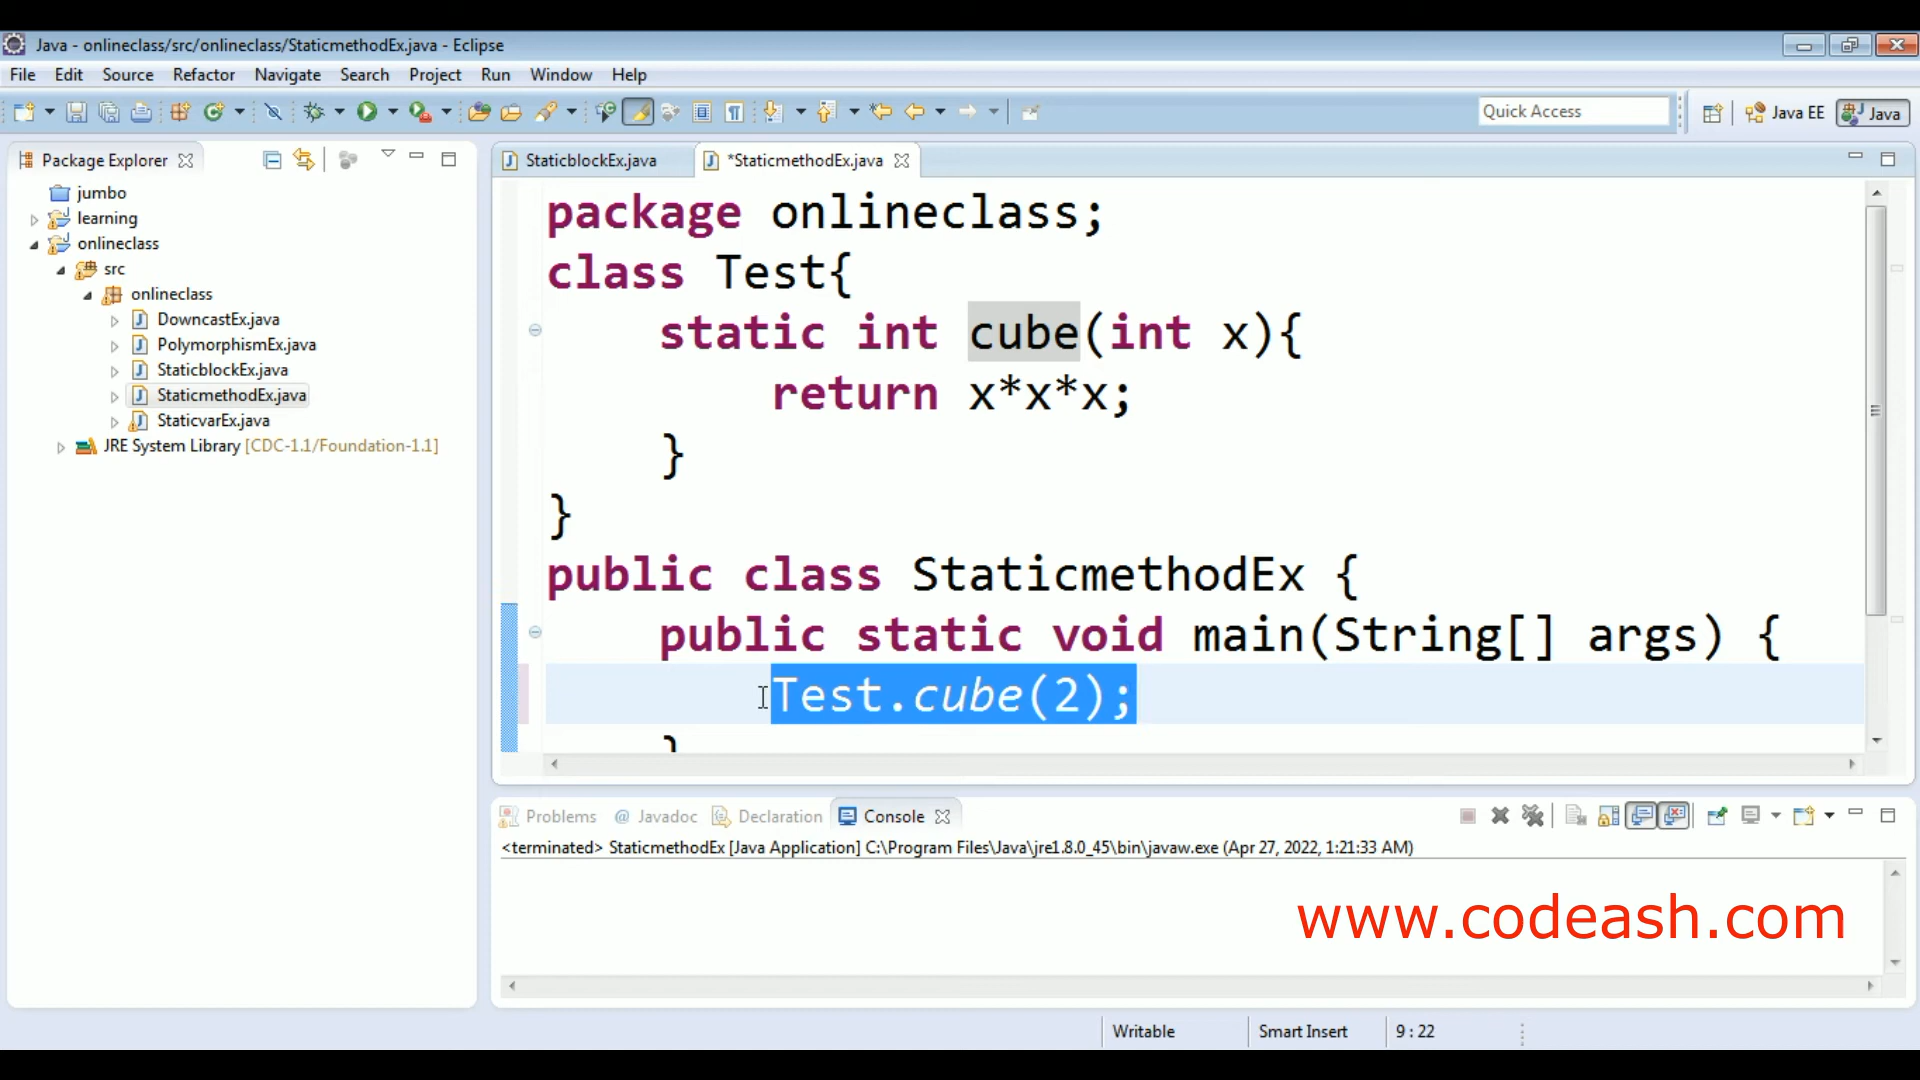 Java - onlineclass/src/onlineclass/StaticmethodEx.java - Eclipse
File Edit Source Refactor Navigate Search Project Run Window Help
Quick Access Java EE Java
Package Explorer
jumbo
learning
onlineclass
src
onlineclass
DowncastEx.java
PolymorphismEx.java
StaticblockEx.java
StaticmethodEx.java
StaticvarEx.java
JRE System Library [CDC-1.1/Foundation-1.1]
StaticblockEx.java *StaticmethodEx.java
package onlineclass;
class Test{
static int cube(int x){
return x*x*x;
}
}
public class StaticmethodEx {
public static void main(String[] args) {
Test.cube(2);
}
Problems @ Javadoc Declaration Console
<terminated> StaticmethodEx [Java Application] C:\Program Files\Java\jre1.8.0_45\bin\javaw.exe (Apr 27, 2022, 1:21:33 AM)
www.codeash.com
Writable Smart Insert 9 : 22